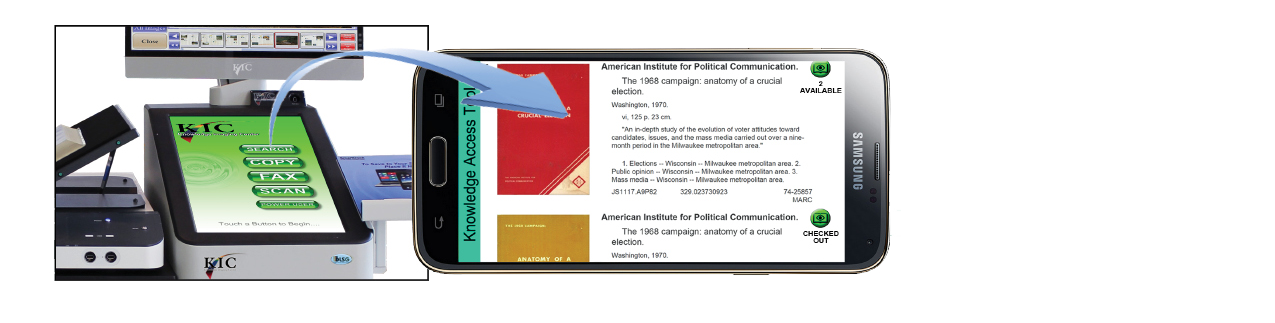 Close
KIC
KIC
SEARCH
COPY
FAX
SCAN
POWER USER
Touch a Button to Begin....
KIC
Knowledge Access Tool
CRUCIAL
American Institute for Political Communication.
The 1968 campaign: anatomy of a crucial
election.
Washington, 1970.
vi, 125 p. 23 cm.
"An in-depth study of the evolution of voter attitudes toward
candidates, issues, and the mass media carried out over a nine-
month period in the Milwaukee metropolitan area."
1. Elections -- Wisconsin -- Milwaukee metropolitan area. 2.
Public opinion -- Wisconsin -- Milwaukee metropolitan area. 3.
Mass media -- Wisconsin -- Milwaukee metropolitan area.
JS1117.A9P82 329.023730923 74-25857
MARC
2
AVAILABLE
THE 1968 CAMPAIGN:
ANATOMY OF A
American Institute for Political Communication.
The 1968 campaign: anatomy of a crucial
election.
Washington, 1970.
CHECKED
OUT
SAMSUNG